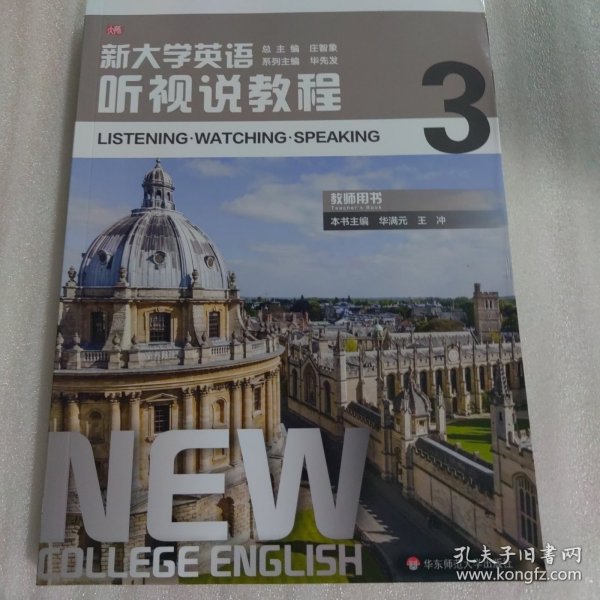 新大学英语
总主编 庄智象
系列主编 华先发
听视说教程
3
LISTENING·WATCHING·SPEAKING
教师用书
Teacher's Book
本书主编 华满元 王冲
NEW
COLLEGE ENGLISH
华东师范大学出版社
孔夫子旧书网
www.kongfz.com